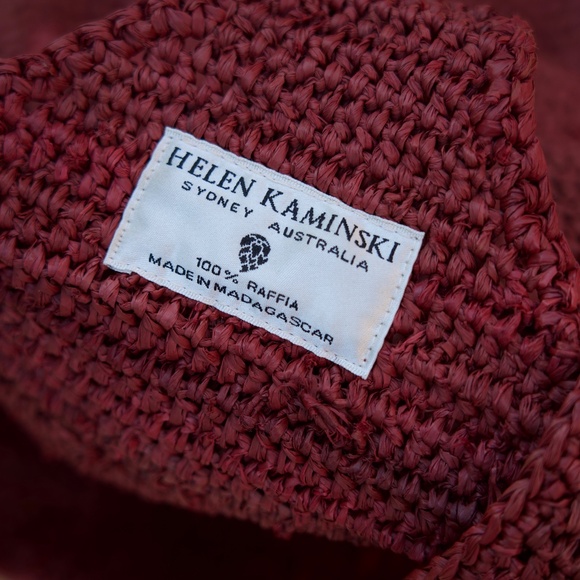 HELEN KAMINSKI
SYDNEY AUSTRALIA
100% RAFFIA
MADE IN MADAGASCAR